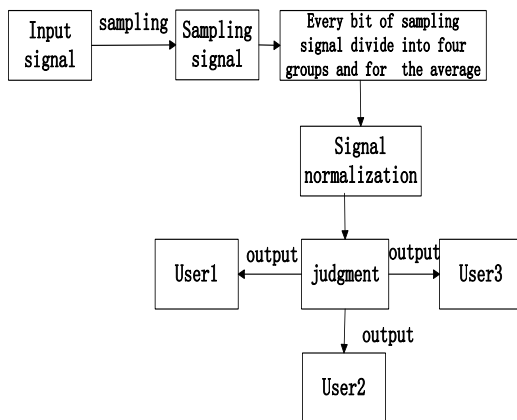 Input
signal
sampling
Sampling
signal
Every bit of sampling
signal divide into four
groups and for the average
Signal
normalization
User1
output
judgment
output
User3
output
User2